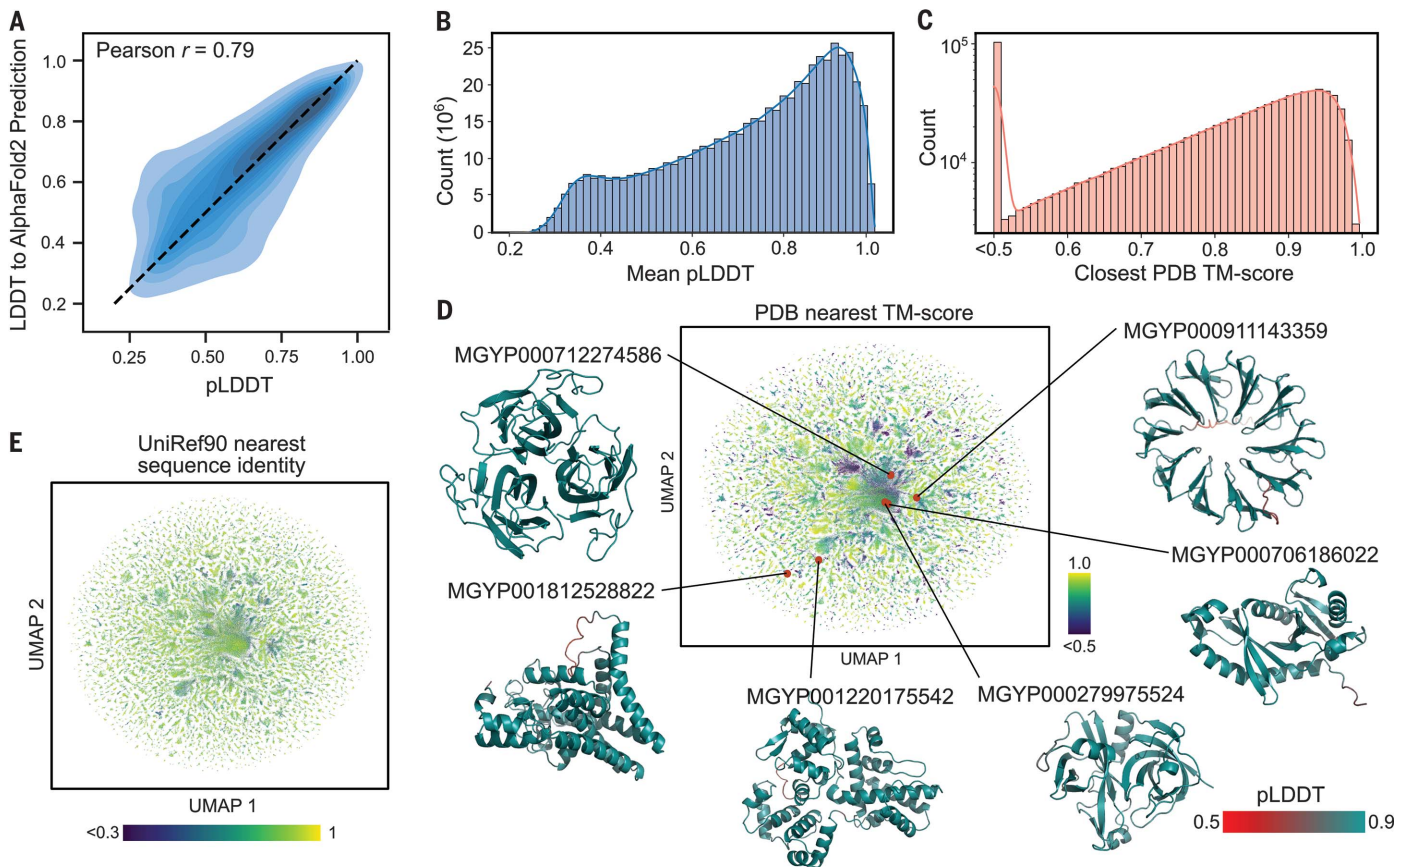 A
Pearson r = 0.79
LDDT to AlphaFold2 Prediction
1.0
0.8
0.6
0.4
0.2
0.25
0.50
0.75
1.00
pLDDT
B
Count (10⁶)
25
20
15
10
5
0
0.2
0.4
0.6
0.8
1.0
Mean pLDDT
C
Count
10⁵
10⁴
<0.5
0.6
0.7
0.8
0.9
1.0
Closest PDB TM-score
D
PDB nearest TM-score
MGYP000712274586
MGYP000911143359
UMAP 2
MGYP000706186022
MGYP001812528822
1.0
<0.5
UMAP 1
MGYP001220175542
MGYP000279975524
pLDDT
0.5
0.9
E
UniRef90 nearest
sequence identity
UMAP 2
UMAP 1
<0.3
1